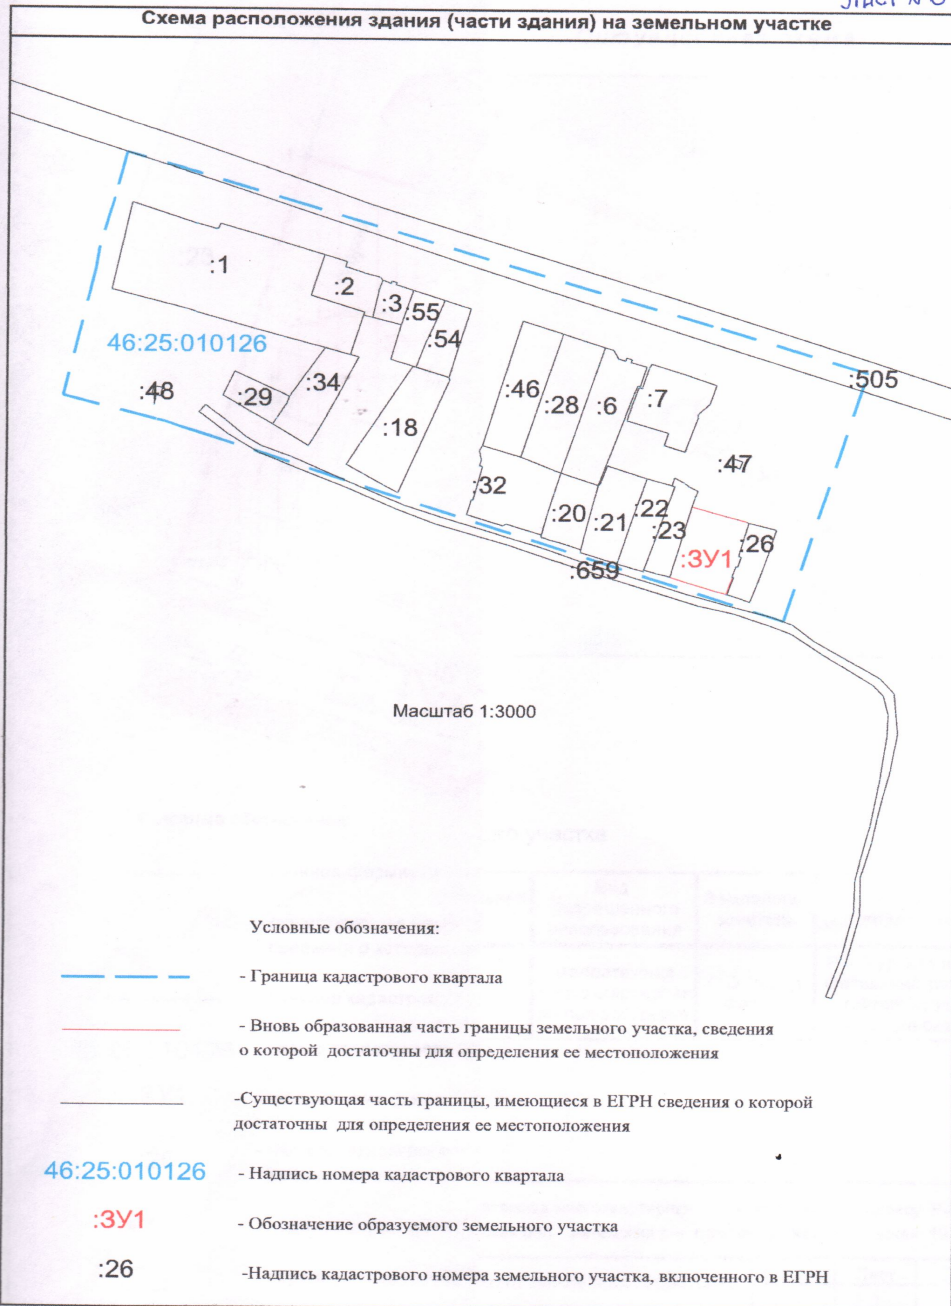 Лист №
Схема расположения здания (части здания) на земельном участке
:1
:2
:3
:55
:54
46:25:010126
:48
:29
:34
:18
:46
:28
:6
:7
:505
:47
:32
:20
:21
:22
:23
:ЗУ1
:26
:659
Масштаб 1:3000
Условные обозначения:
- Граница кадастрового квартала
- Вновь образованная часть границы земельного участка, сведения
о которой достаточны для определения ее местоположения
-Существующая часть границы, имеющиеся в ЕГРН сведения о которой
достаточны для определения ее местоположения
46:25:010126 - Надпись номера кадастрового квартала
:ЗУ1 - Обозначение образуемого земельного участка
:26 -Надпись кадастрового номера земельного участка, включенного в ЕГРН